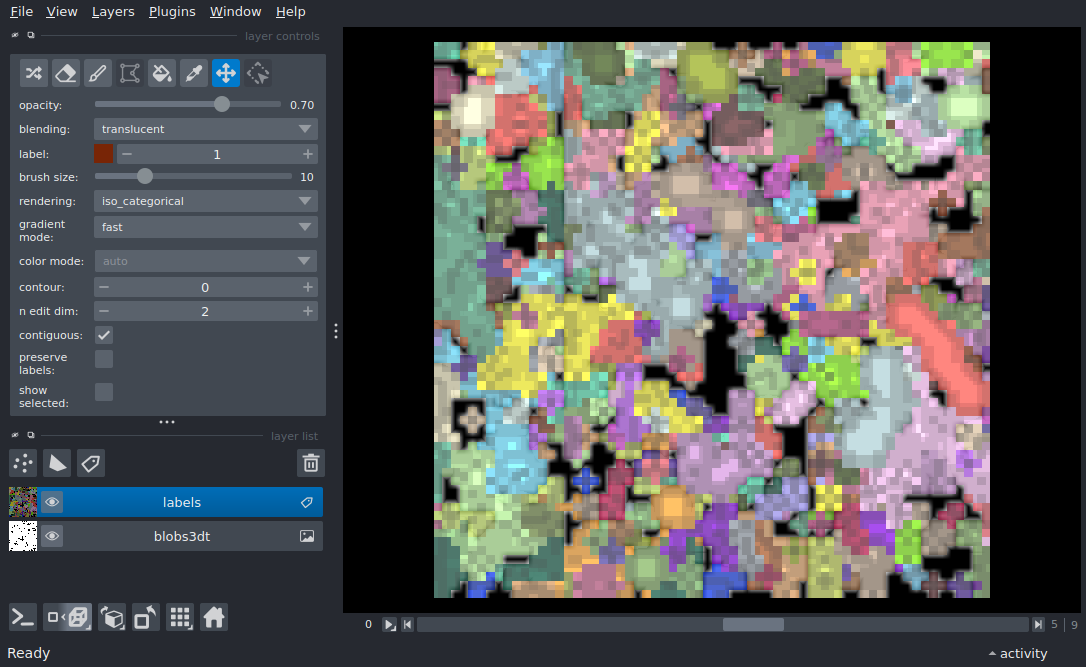 File View Layers Plugins Window Help
layer controls
opacity: 0.70
blending: translucent
label: 1
brush size: 10
rendering: iso_categorical
gradient
mode: fast
color mode: auto
contour: 0
n edit dim: 2
contiguous:
preserve
labels:
show
selected:
layer list
labels
blobs3dt
0 5 | 9
Ready activity